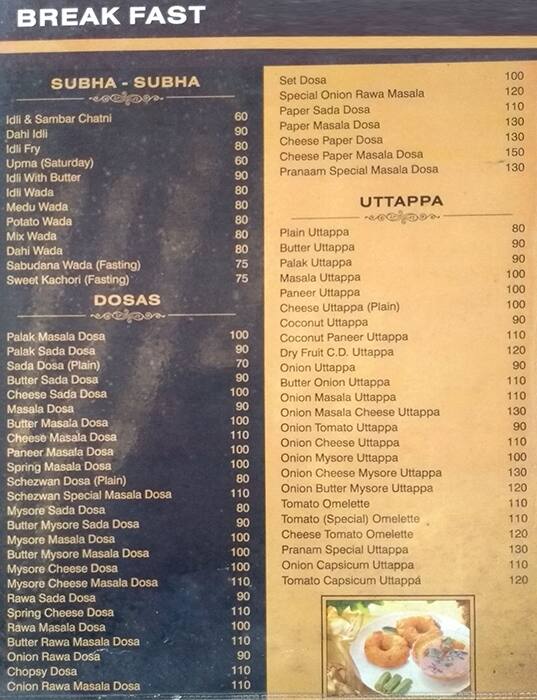 BREAK FAST
SUBHA - SUBHA
Idli & Sambar Chatni 60
Dahi Idli 90
Idli Fry 80
Upma (Saturday) 60
Idli With Butter 90
Idli Wada 80
Medu Wada 80
Potato Wada 80
Mix Wada 80
Dahi Wada 80
Sabudana Wada (Fasting) 75
Sweet Kachori (Fasting) 75
DOSAS
Palak Masala Dosa 100
Palak Sada Dosa 90
Sada Dosa (Plain) 70
Butter Sada Dosa 90
Cheese Sada Dosa 100
Masala Dosa 90
Butter Masala Dosa 100
Cheese Masala Dosa 110
Paneer Masala Dosa 100
Spring Masala Dosa 100
Schezwan Dosa (Plain) 80
Schezwan Special Masala Dosa 110
Mysore Sada Dosa 80
Butter Mysore Sada Dosa 90
Mysore Masala Dosa 100
Butter Mysore Masala Dosa 100
Mysore Cheese Dosa 100
Mysore Cheese Masala Dosa 110
Rawa Sada Dosa 90
Spring Cheese Dosa 110
Rawa Masala Dosa 100
Butter Rawa Masala Dosa 110
Onion Rawa Dosa 90
Chopsy Dosa 110
Onion Rawa Masala Dosa 110
Set Dosa 100
Special Onion Rawa Masala 120
Paper Sada Dosa 110
Paper Masala Dosa 130
Cheese Paper Dosa 130
Cheese Paper Masala Dosa 150
Pranaam Special Masala Dosa 130
UTTAPPA
Plain Uttappa 80
Butter Uttappa 90
Palak Uttappa 90
Masala Uttappa 100
Paneer Uttappa 100
Cheese Uttappa (Plain) 100
Coconut Uttappa 90
Coconut Paneer Uttappa 110
Dry Fruit C.D. Uttappa 120
Onion Uttappa 90
Butter Onion Uttappa 110
Onion Masala Uttappa 110
Onion Masala Cheese Uttappa 130
Onion Tomato Uttappa 90
Onion Cheese Uttappa 110
Onion Mysore Uttappa 100
Onion Cheese Mysore Uttappa 130
Onion Butter Mysore Uttappa 120
Tomato Omelette 110
Tomato (Special) Omelette 110
Cheese Tomato Omelette 120
Pranam Special Uttappa 130
Onion Capsicum Uttappa 110
Tomato Capsicum Uttappa 120